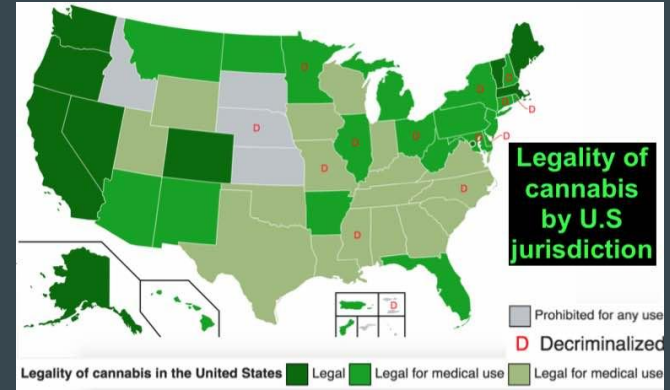 D
D
D
D
D
D
D
D
D
D
D
D
D
D
Legality of
cannabis
by U.S
jurisdiction
Prohibited for any use
D Decriminalized
Legality of cannabis in the United States Legal Legal for medical use Legal for medical use